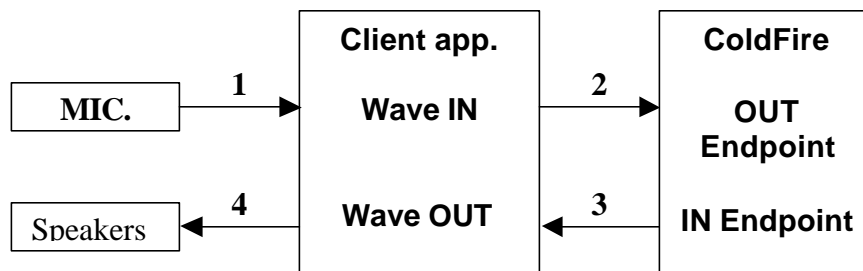 Client app.
ColdFire
1
2
MIC.
Wave IN
OUT
Endpoint
4
3
Speakers
Wave OUT
IN Endpoint